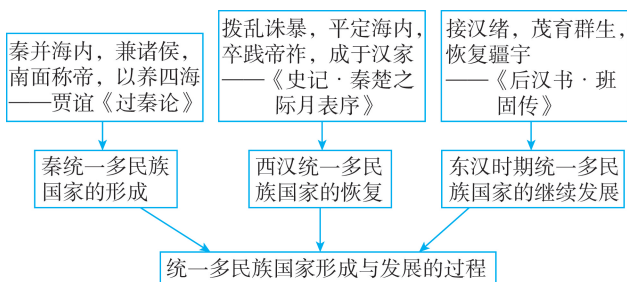 秦并海内，兼诸侯，
南面称帝，以养四海
——贾谊《过秦论》
拨乱诛暴，平定海内，
卒践帝祚，成于汉家
——《史记·秦楚之
际月表序》
接汉绪，茂育群生，
恢复疆宇
——《后汉书·班
固传》
秦统一多民族
国家的形成
西汉统一多民
族国家的恢复
东汉时期统一多民
族国家的继续发展
统一多民族国家形成与发展的过程